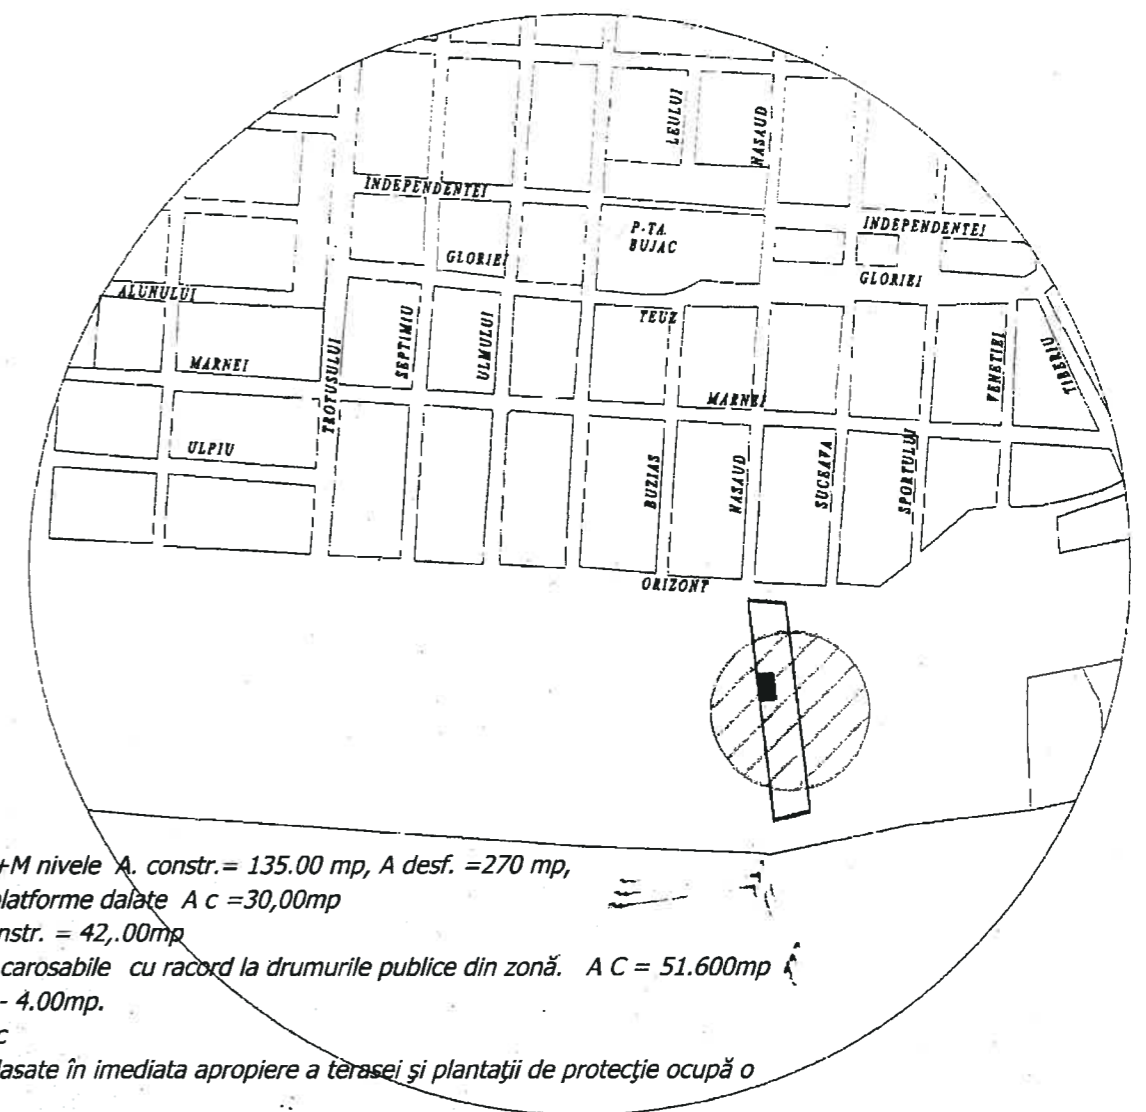 LEULUI
NASAUD
INDEPENDENTEI
P-TA.
BUJAC
INDEPENDENTEI
GLORIEI
GLORIEI
ALUNULUI
TEUZ
SEPTIMIU
ULMULUI
TROTUSULUI
VENETIEI
TIBERIU
MARNEI
MARNEI
ULPIU
BUZIAS
NASAUD
SUCEAVA
SPORTULUI
ORIZONT
+M nivele A. constr.= 135.00 mp, A desf. =270 mp,
platforme dalate A c =30,00mp
nstr. = 42,.00mp
carosabile cu racord la drumurile publice din zonă. A C = 51.600mp
- 4.00mp.
c
lasate în imediata apropiere a terasei şi plantaţii de protecţie ocupă o